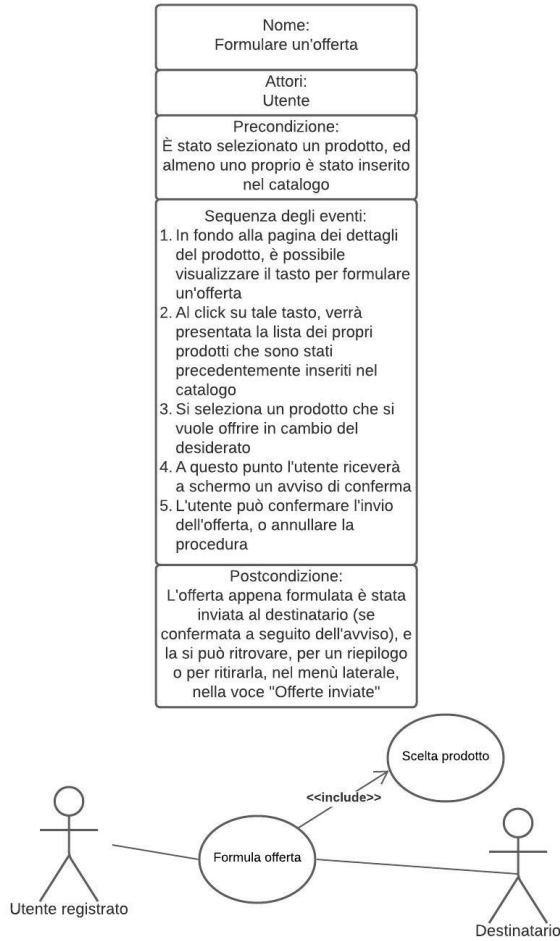 Nome:
Formulare un'offerta
Attori:
Utente
Precondizione:
È stato selezionato un prodotto, ed
almeno uno proprio è stato inserito
nel catalogo
Sequenza degli eventi:
1. In fondo alla pagina dei dettagli
del prodotto, è possibile
visualizzare il tasto per formulare
un'offerta
2. Al click su tale tasto, verrà
presentata la lista dei propri
prodotti che sono stati
precedentemente inseriti nel
catalogo
3. Si seleziona un prodotto che si
vuole offrire in cambio del
desiderato
4. A questo punto l'utente riceverà
a schermo un avviso di conferma
5. L'utente può confermare l'invio
dell'offerta, o annullare la
procedura
Postcondizione:
L'offerta appena formulata è stata
inviata al destinatario (se
confermata a seguito dell'avviso), e
la si può ritrovare, per un riepilogo
o per ritirarla, nel menù laterale,
nella voce "Offerte inviate"
Scelta prodotto
<<include>>
Formula offerta
Utente registrato
Destinatario